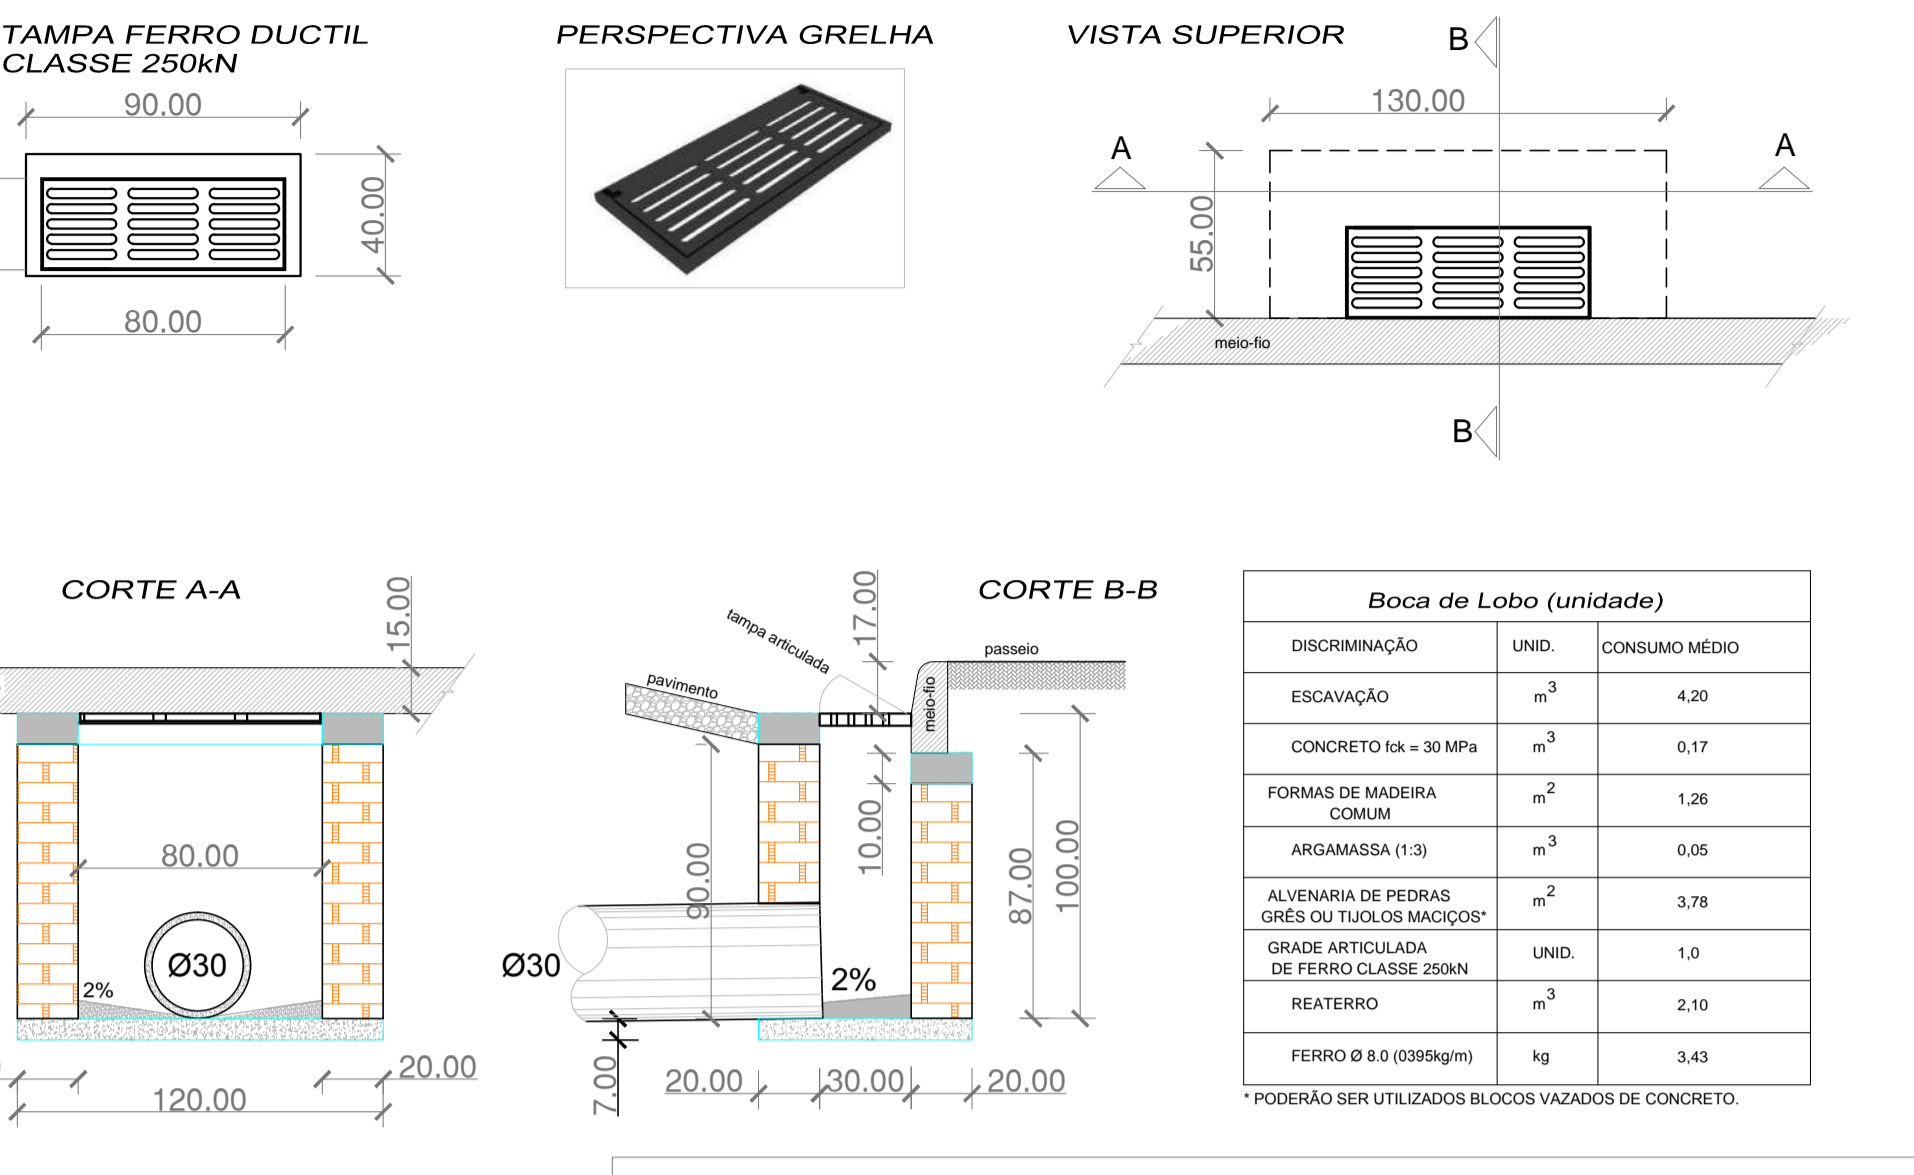 TAMPA FERRO DUCTIL
CLASSE 250kN
90.00
40.00
80.00
PERSPECTIVA GRELHA
VISTA SUPERIOR
B
130.00
A
A
55.00
meio-fio
B
CORTE A-A
15.00
80.00
Ø30
2%
20.00
120.00
CORTE B-B
17.00
tampa articulada
passeio
pavimento
meio-fio
10.00
90.00
87.00
100.00
Ø30
2%
7.00
20.00
30.00
20.00
Boca de Lobo (unidade)
DISCRIMINAÇÃO UNID. CONSUMO MÉDIO
ESCAVAÇÃO m³ 4,20
CONCRETO fck = 30 MPa m³ 0,17
FORMAS DE MADEIRA
COMUM m² 1,26
ARGAMASSA (1:3) m³ 0,05
ALVENARIA DE PEDRAS
GRÊS OU TIJOLOS MACIÇOS* m² 3,78
GRADE ARTICULADA
DE FERRO CLASSE 250kN UNID. 1,0
REATERRO m³ 2,10
FERRO Ø 8.0 (0395kg/m) kg 3,43
* PODERÃO SER UTILIZADOS BLOCOS VAZADOS DE CONCRETO.